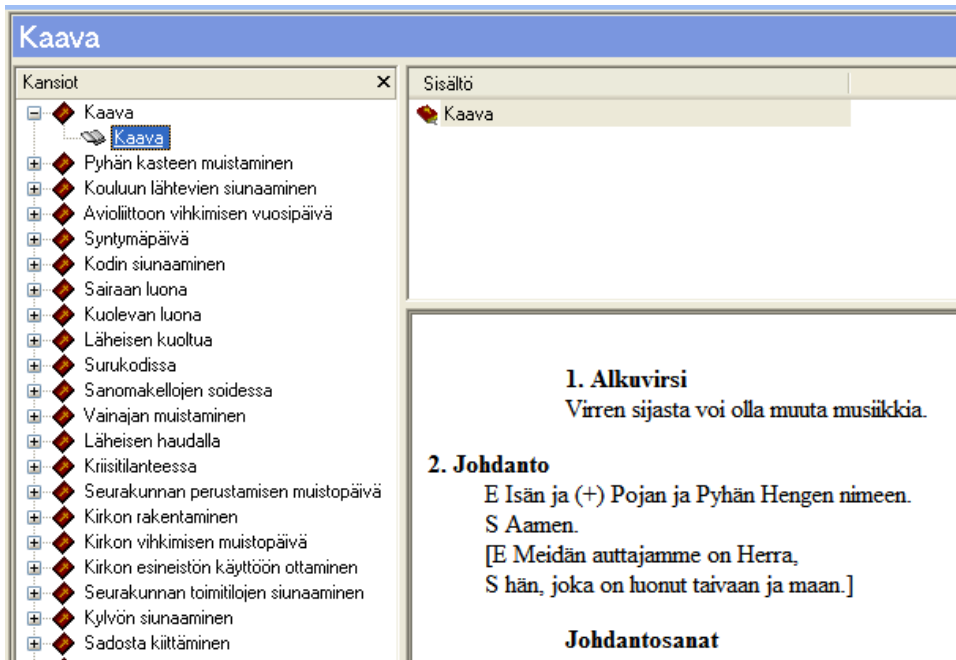 Kaava
Kansiot
Kaava
Kaava
Pyhän kasteen muistaminen
Kouluun lähtevien siunaaminen
Avioliittoon vihkimisen vuosipäivä
Syntymäpäivä
Kodin siunaaminen
Sairaan luona
Kuolevan luona
Läheisen kuoltua
Surukodissa
Sanomakellojen soidessa
Vainajan muistaminen
Läheisen haudalla
Kriisitilanteessa
Seurakunnan perustamisen muistopäivä
Kirkon rakentaminen
Kirkon vihkimisen muistopäivä
Kirkon esineistön käyttöön ottaminen
Seurakunnan toimitilojen siunaaminen
Kylvön siunaaminen
Sadosta kiittäminen
Sisältö
Kaava
1. Alkuvirsi
Virren sijasta voi olla muuta musiikkia.
2. Johdanto
E Isän ja (+) Pojan ja Pyhän Hengen nimeen.
S Aamen.
[E Meidän auttajamme on Herra,
S hän, joka on luonut taivaan ja maan.]
Johdantosanat